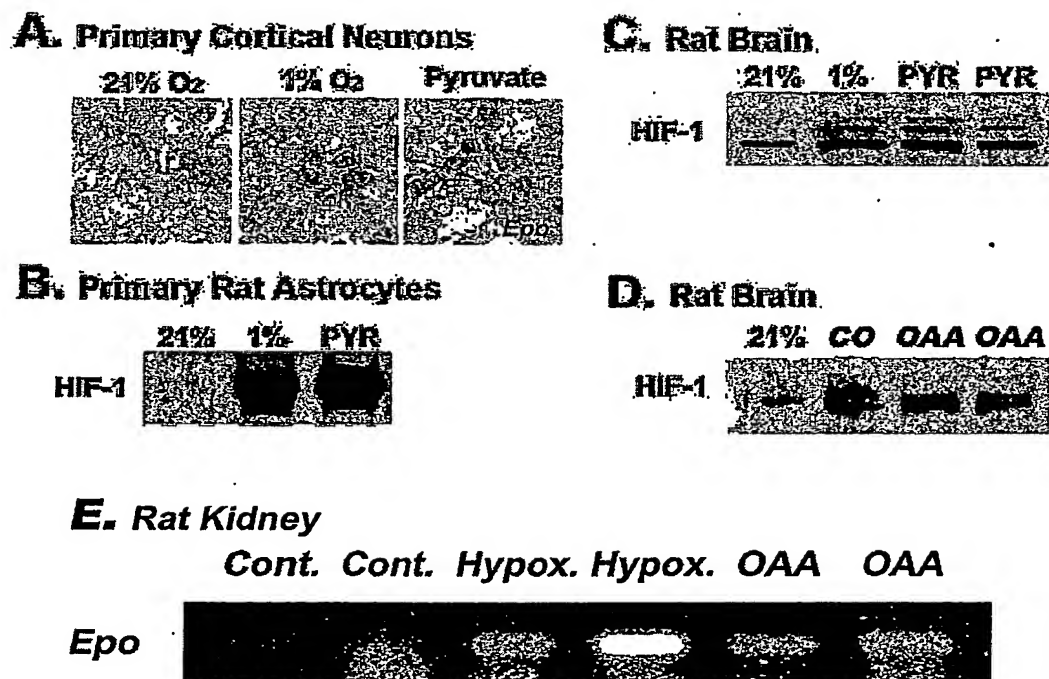 A. Primary Cortical Neurons
21% O₂ 1% O₂ Pyruvate
Epo
B. Primary Rat Astrocytes
21% 1% PYR
HIF-1
C. Rat Brain
21% 1% PYR PYR
HIF-1
D. Rat Brain
21% CO OAA OAA
HIF-1
E. Rat Kidney
Cont. Cont. Hypox. Hypox. OAA OAA
Epo